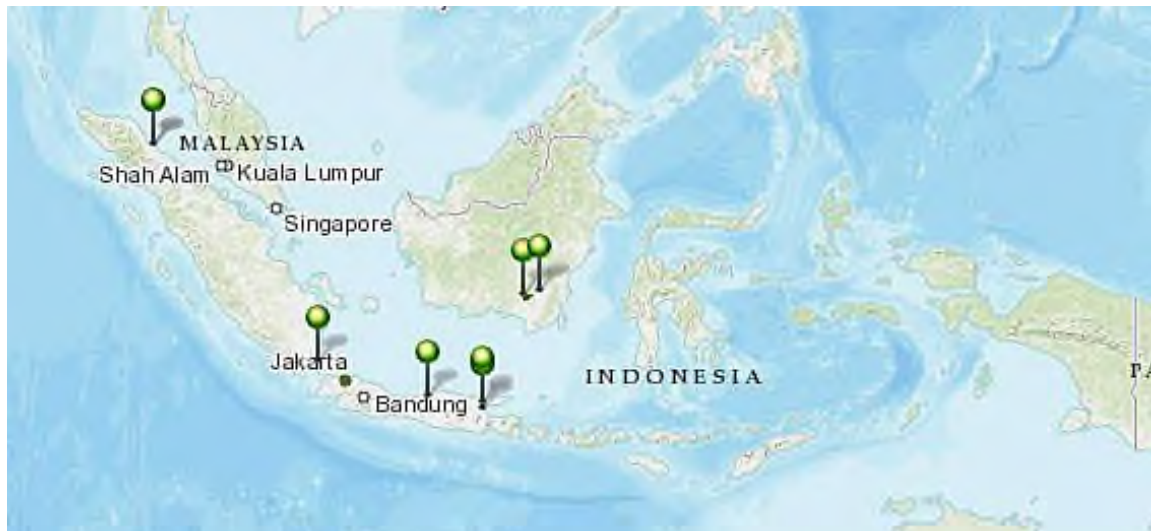 MALAYSIA
Shah Alam
Kuala Lumpur
Singapore
Jakarta
Bandung
INDONESIA
PA